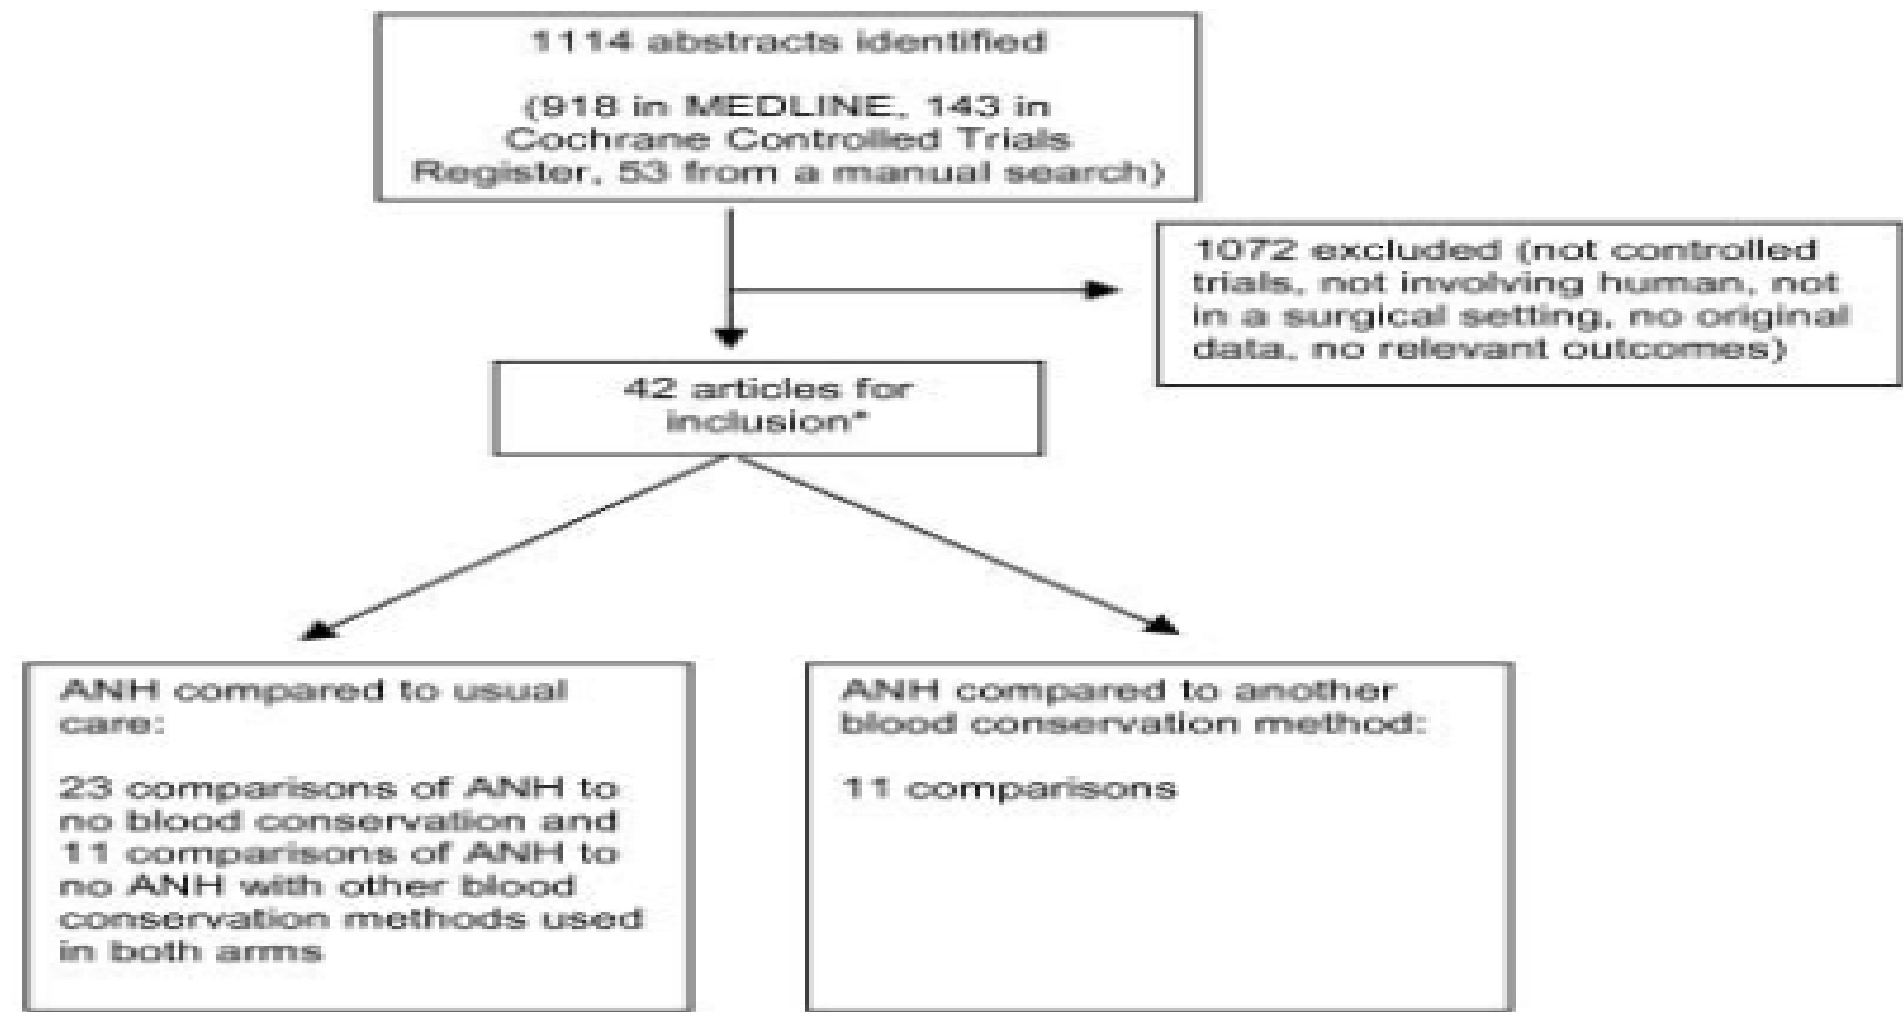 1114 abstracts identified
(918 in MEDLINE, 143 in
Cochrane Controlled Trials
Register, 53 from a manual search)
1072 excluded (not controlled
trials, not involving human, not
in a surgical setting, no original
data, no relevant outcomes)
42 articles for
inclusion*
ANH compared to usual
care:
23 comparisons of ANH to
no blood conservation and
11 comparisons of ANH to
no ANH with other blood
conservation methods used
in both arms
ANH compared to another
blood conservation method:
11 comparisons